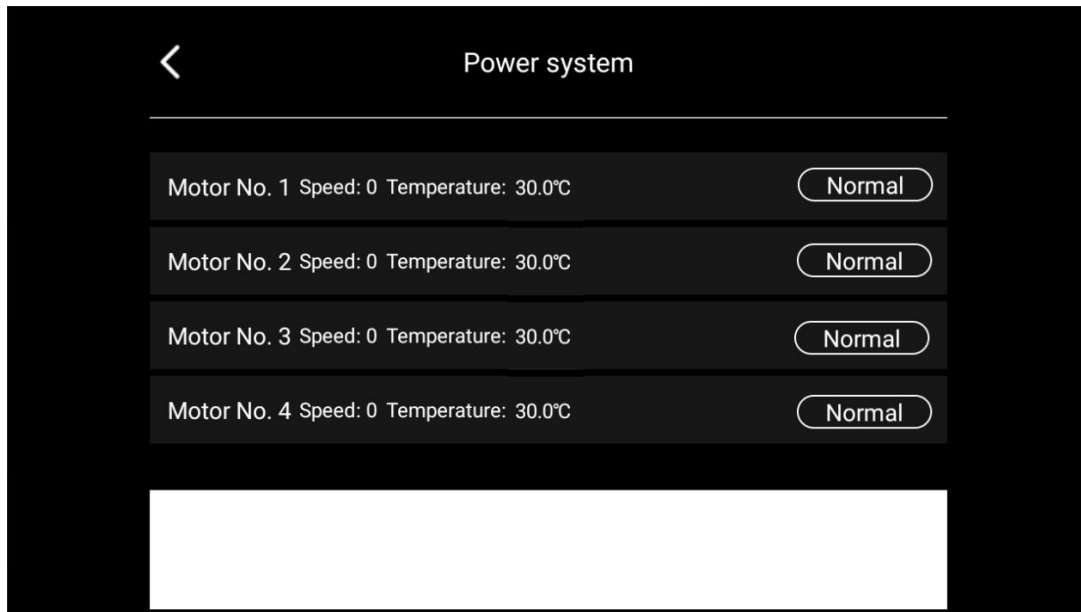 Power system
Motor No. 1 Speed: 0 Temperature: 30.0℃ Normal
Motor No. 2 Speed: 0 Temperature: 30.0℃ Normal
Motor No. 3 Speed: 0 Temperature: 30.0℃ Normal
Motor No. 4 Speed: 0 Temperature: 30.0℃ Normal